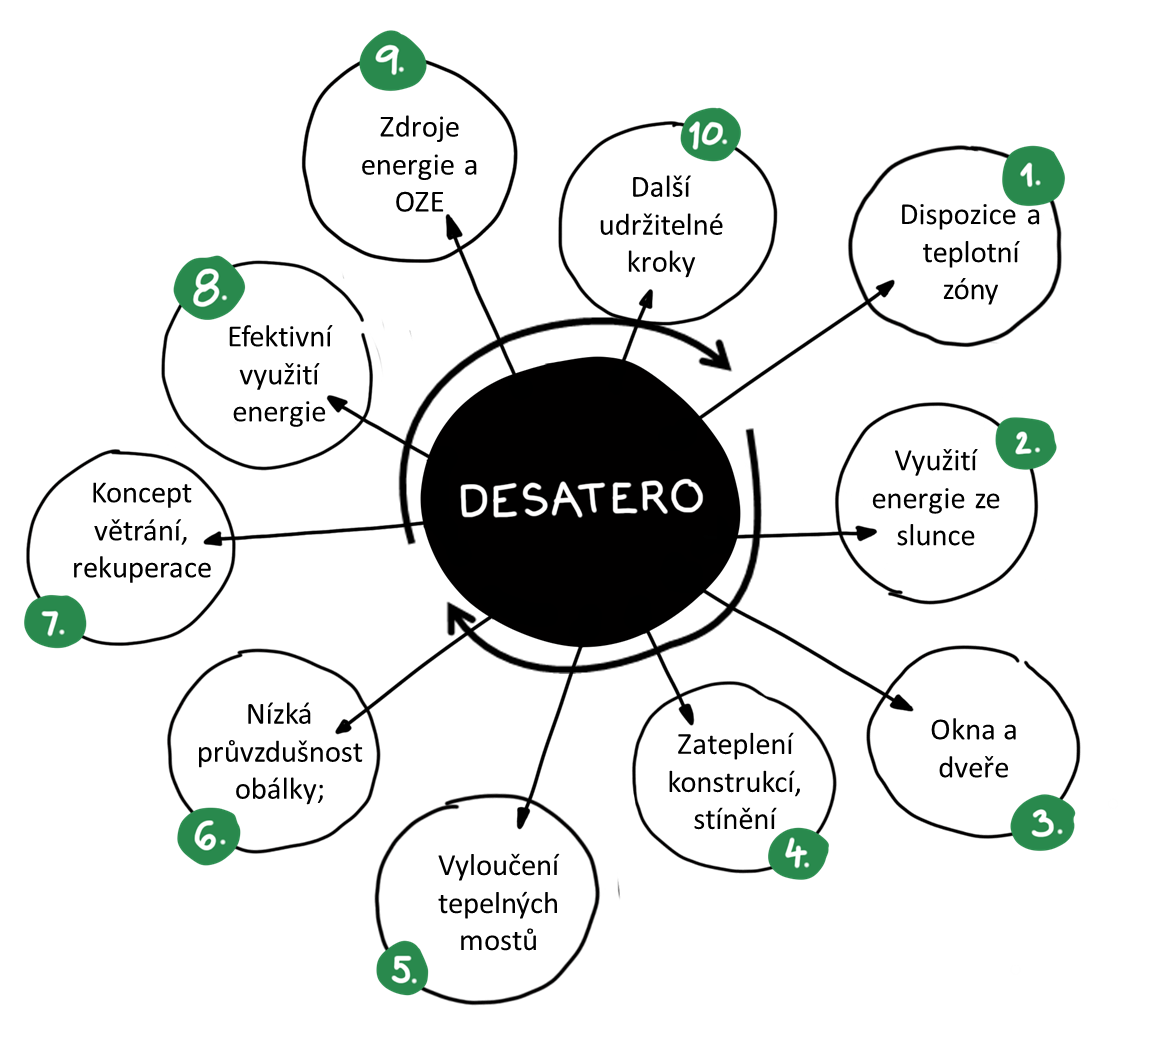 DESATERO
1.
Dispozice a
teplotní
zóny
2.
Využití
energie ze
slunce
3.
Okna a
dveře
4.
Zateplení
konstrukcí,
stínění
5.
Vyloučení
tepelných
mostů
6.
Nízká
průvzdušnost
obálky;
7.
Koncept
větrání,
rekuperace
8.
Efektivní
využití
energie
9.
Zdroje
energie a
OZE
10.
Další
udržitelné
kroky